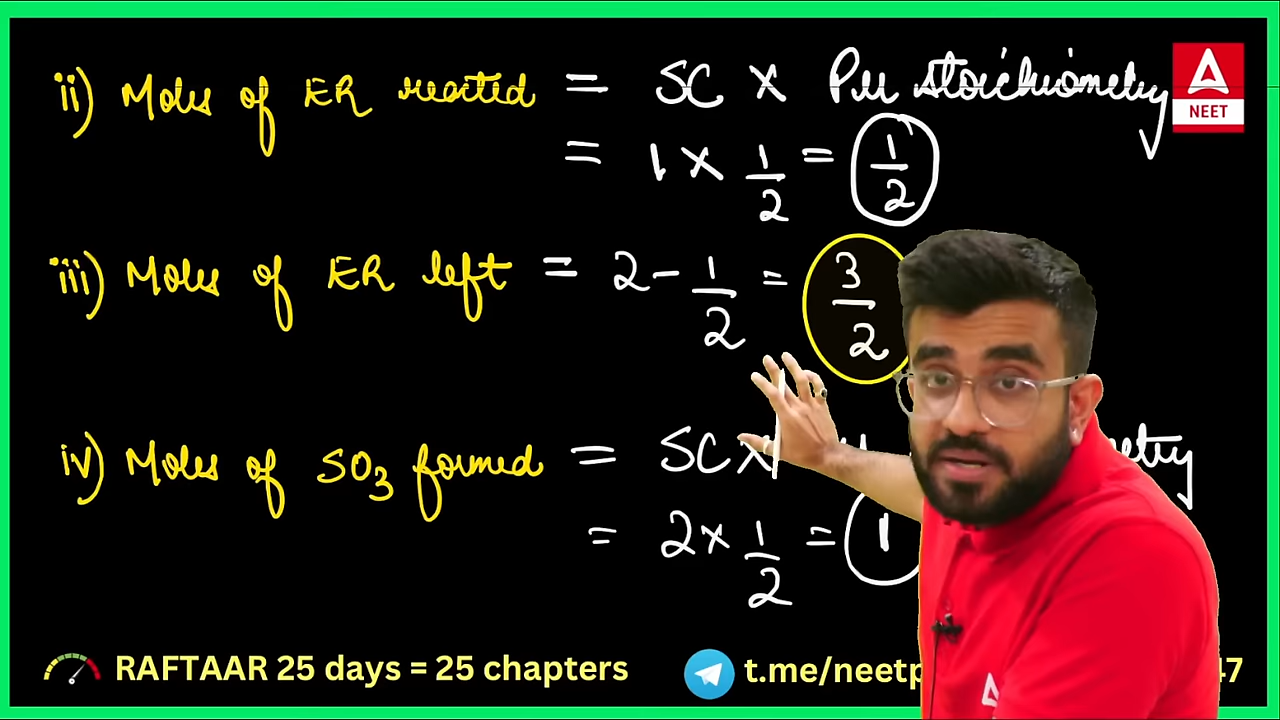 ii) Moles of ER reacted = SC × Per stoichiometry
= 1 × 1/2 = 1/2
NEET
iii) Moles of ER left = 2 - 1/2 = 3/2
iv) Moles of SO3 formed = SC ×
= 2 × 1/2 = 1
RAFTAAR 25 days = 25 chapters
t.me/neetp 47